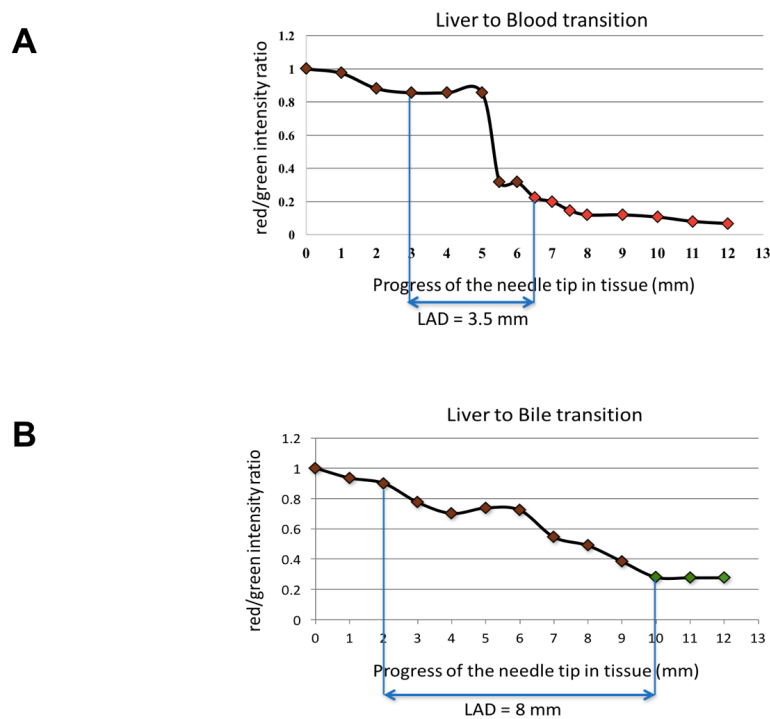 A
Liver to Blood transition
red/green intensity ratio
1.2
1
0.8
0.6
0.4
0.2
0
0 1 2 3 4 5 6 7 8 9 10 11 12 13
Progress of the needle tip in tissue (mm)
LAD = 3.5 mm
B
Liver to Bile transition
red/green intensity ratio
1.2
1
0.8
0.6
0.4
0.2
0
0 1 2 3 4 5 6 7 8 9 10 11 12 13
Progress of the needle tip in tissue (mm)
LAD = 8 mm